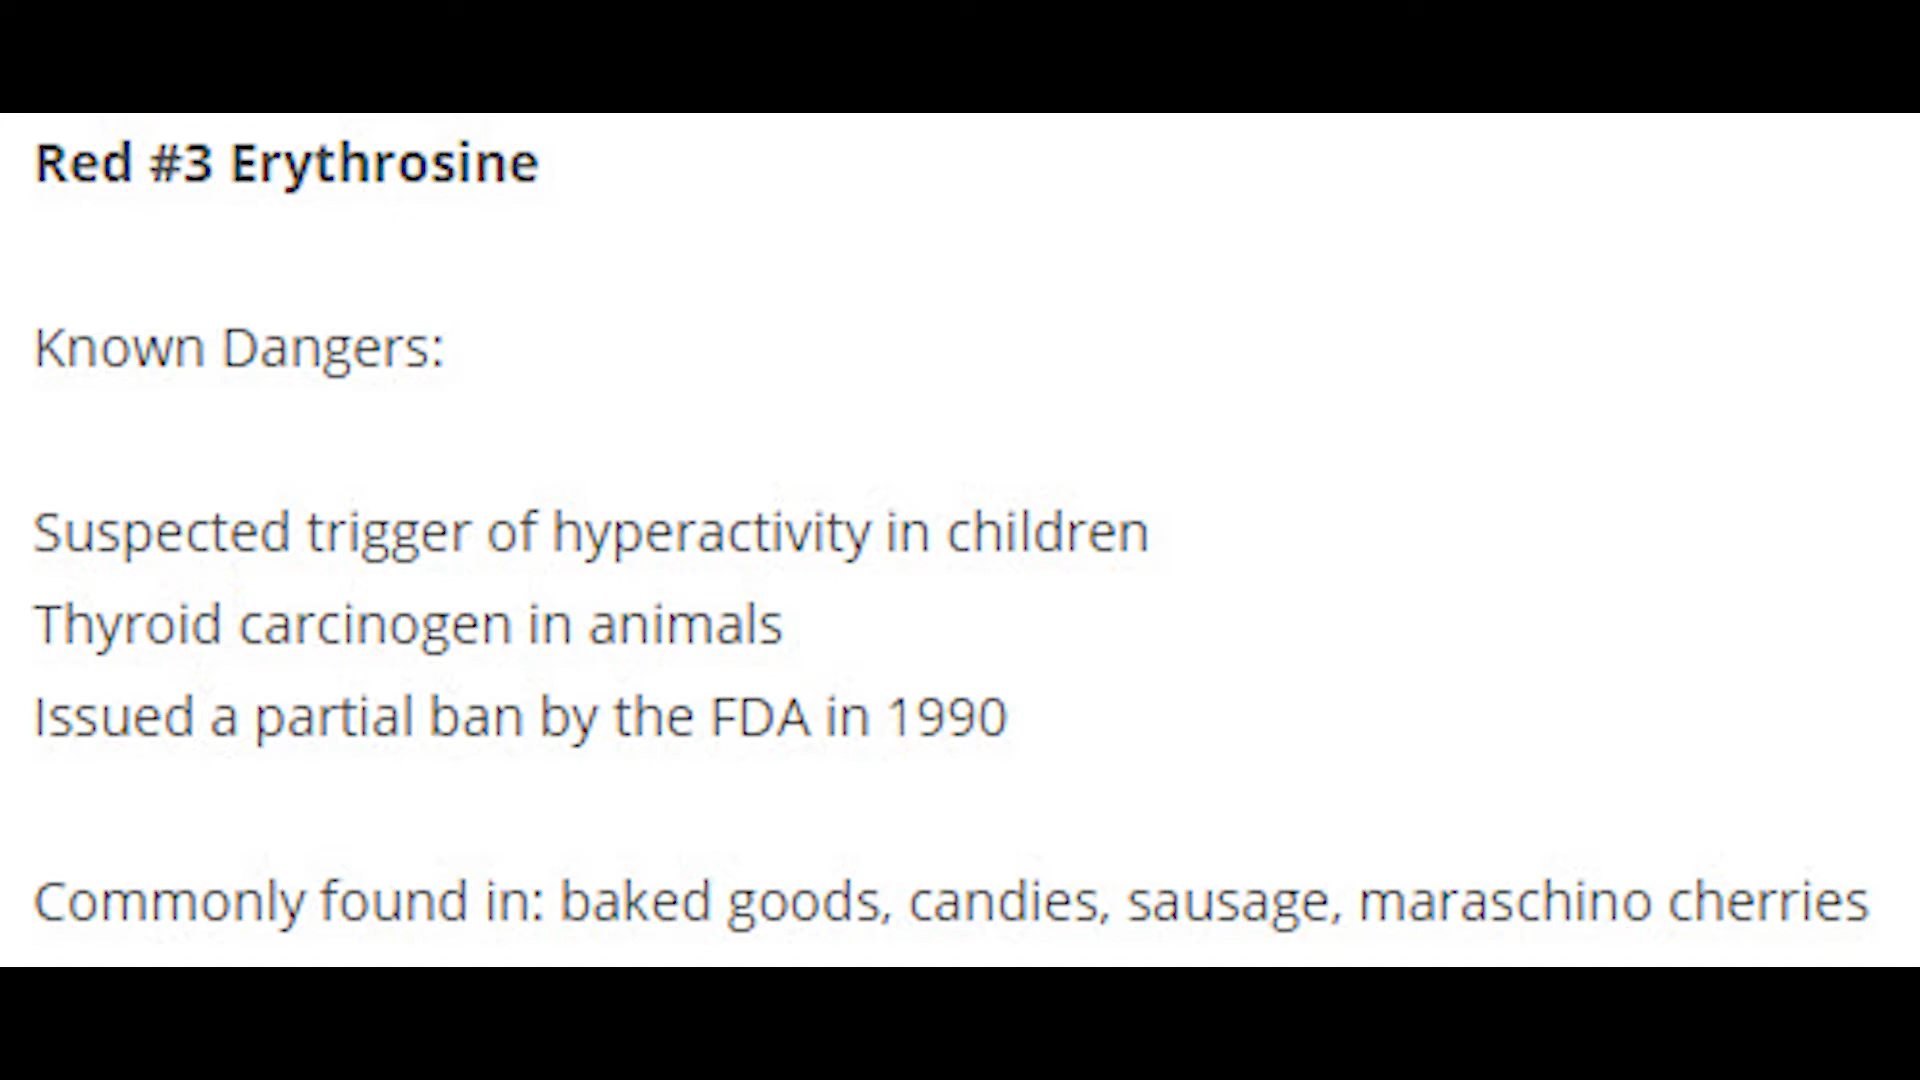 Red #3 Erythrosine
Known Dangers:
Suspected trigger of hyperactivity in children
Thyroid carcinogen in animals
Issued a partial ban by the FDA in 1990
Commonly found in: baked goods, candies, sausage, maraschino cherries